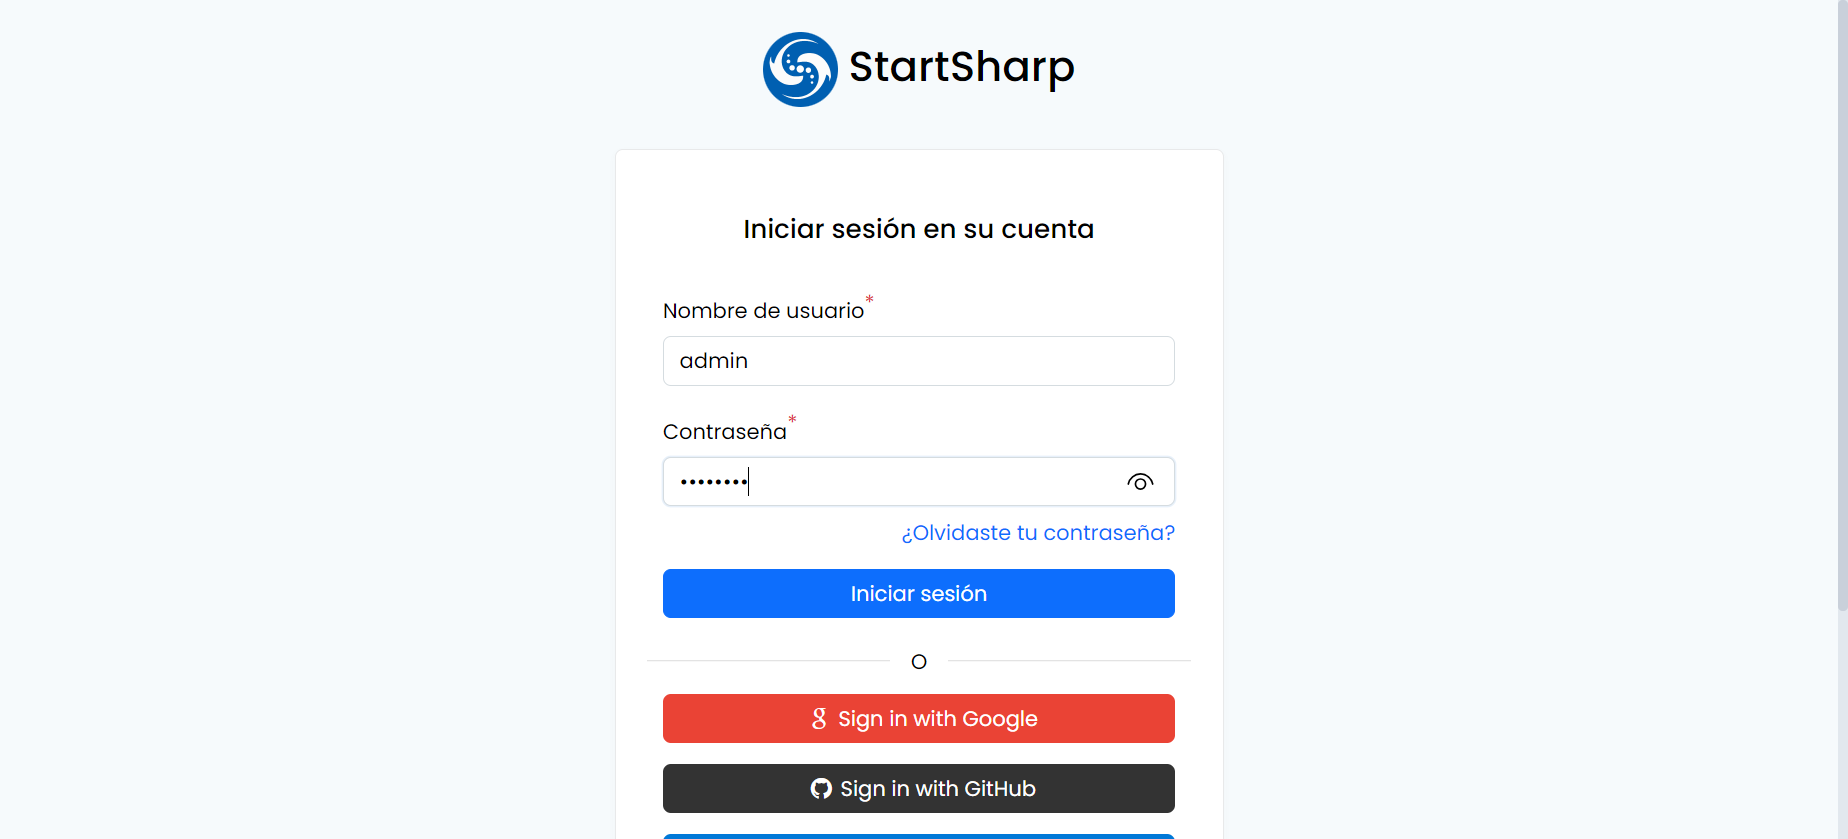 StartSharp
Iniciar sesión en su cuenta
Nombre de usuario*
admin
Contraseña*
••••••••
¿Olvidaste tu contraseña?
Iniciar sesión
O
Sign in with Google
Sign in with GitHub